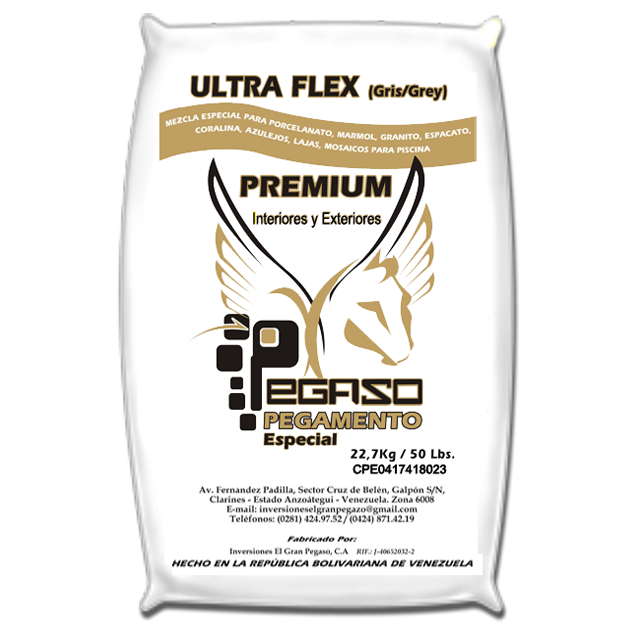 ULTRA FLEX (Gris/Grey)
MEZCLA ESPECIAL PARA PORCELANATO, MARMOL, GRANITO, ESPACATO,
CORALINA, AZULEJOS, LAJAS, MOSAICOS PARA PISCINA
PREMIUM
Interiores y Exteriores
PEGASO
PEGAMENTO
Especial
22,7Kg / 50 Lbs.
CPE0417418023
Av. Fernandez Padilla, Sector Cruz de Belén, Galpón S/N,
Clarines - Estado Anzoátegui - Venezuela. Zona 6008
E-mail: inversioneselgranpegazo@gmail.com
Teléfonos: (0281) 424.97.52 / (0424) 871.42.19
Fabricado Por:
Inversiones El Gran Pegaso, C.A RIF.: J-40652032-2
HECHO EN LA REPÚBLICA BOLIVARIANA DE VENEZUELA